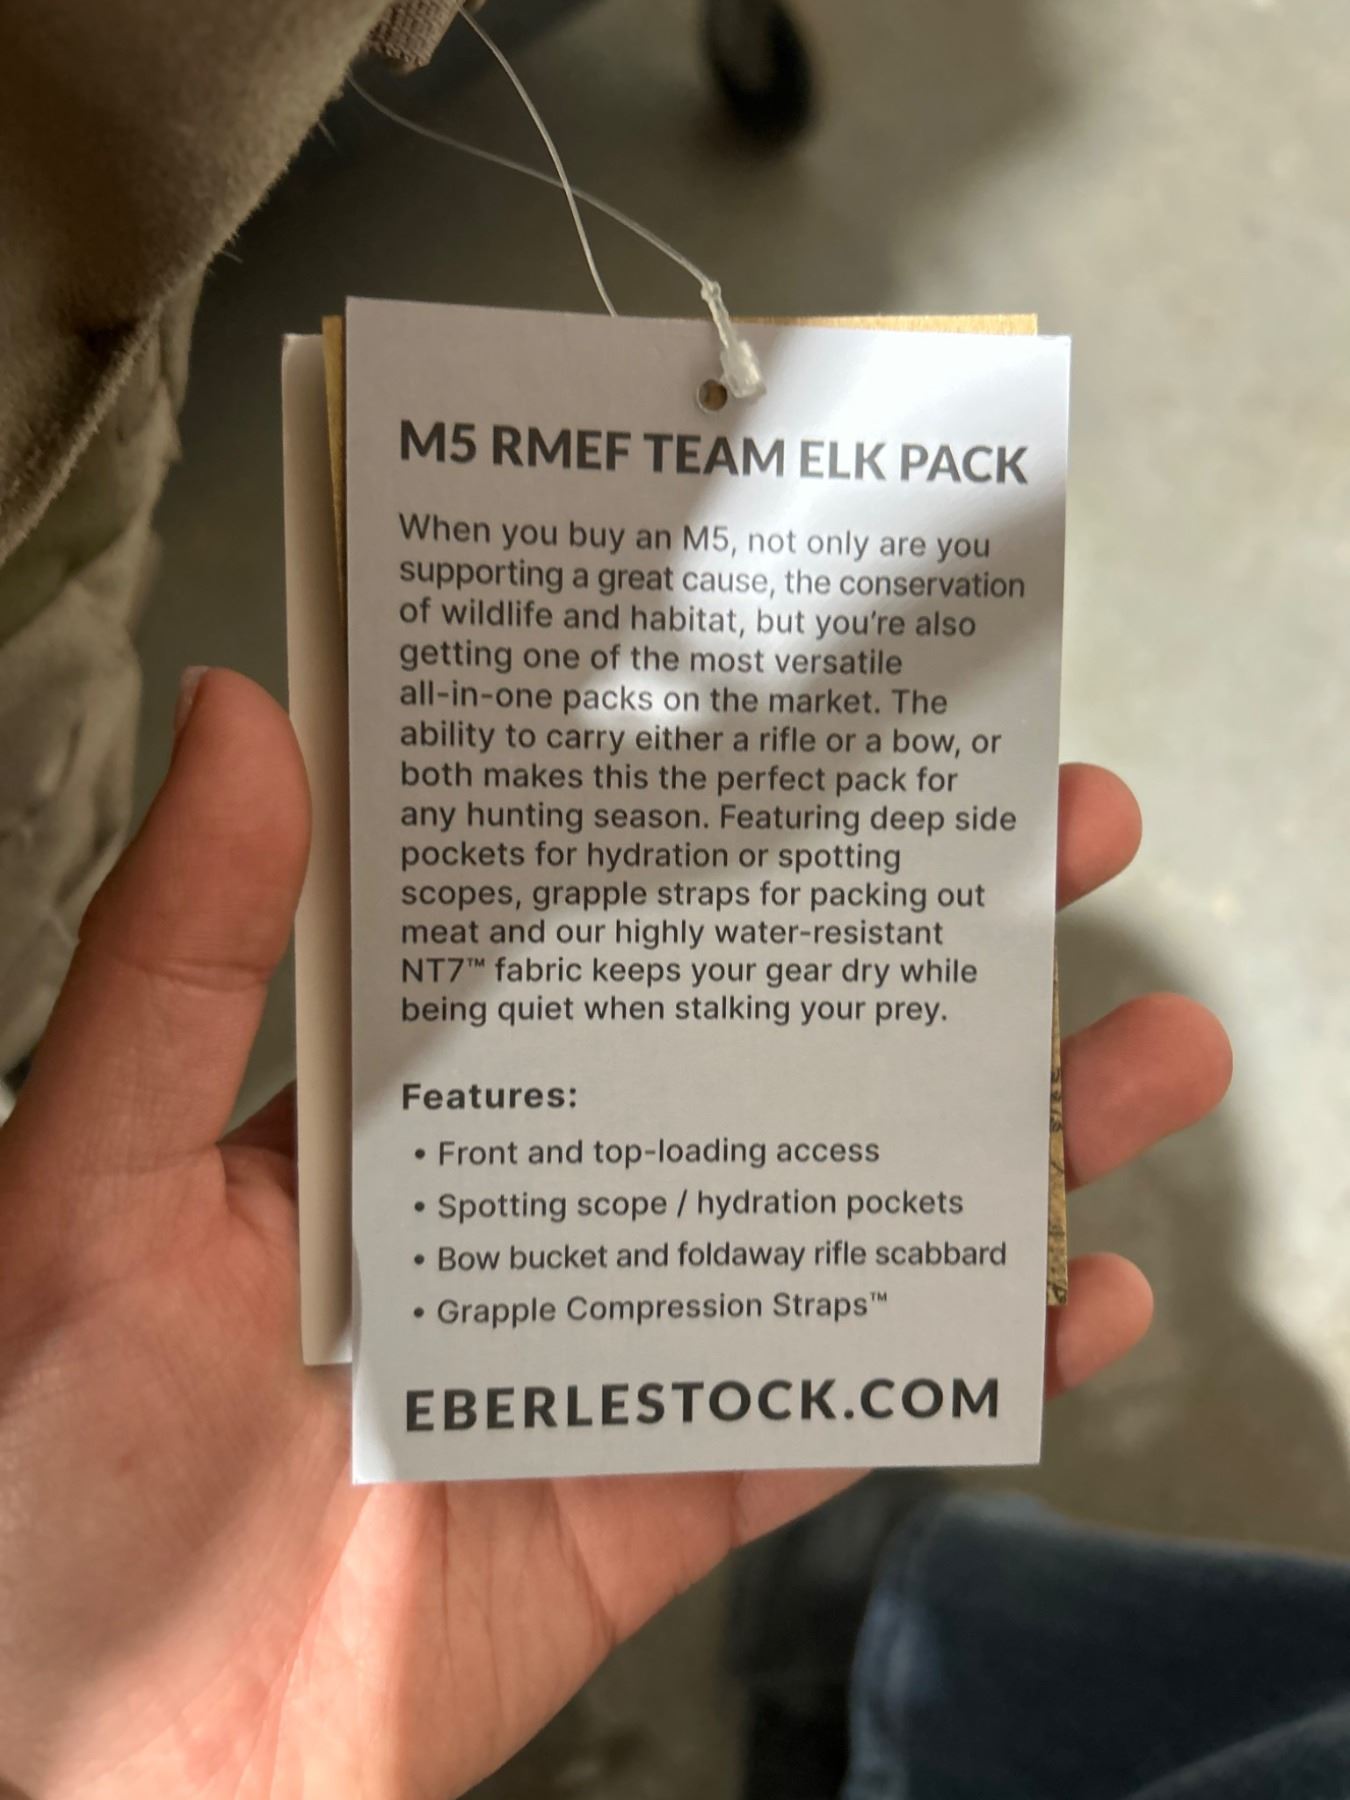 M5 RMEF TEAM ELK PACK
When you buy an M5, not only are you
supporting a great cause, the conservation
of wildlife and habitat, but you're also
getting one of the most versatile
all-in-one packs on the market. The
ability to carry either a rifle or a bow, or
both makes this the perfect pack for
any hunting season. Featuring deep side
pockets for hydration or spotting
scopes, grapple straps for packing out
meat and our highly water-resistant
NT7™ fabric keeps your gear dry while
being quiet when stalking your prey.
Features:
• Front and top-loading access
• Spotting scope / hydration pockets
• Bow bucket and foldaway rifle scabbard
• Grapple Compression Straps™
EBERLESTOCK.COM